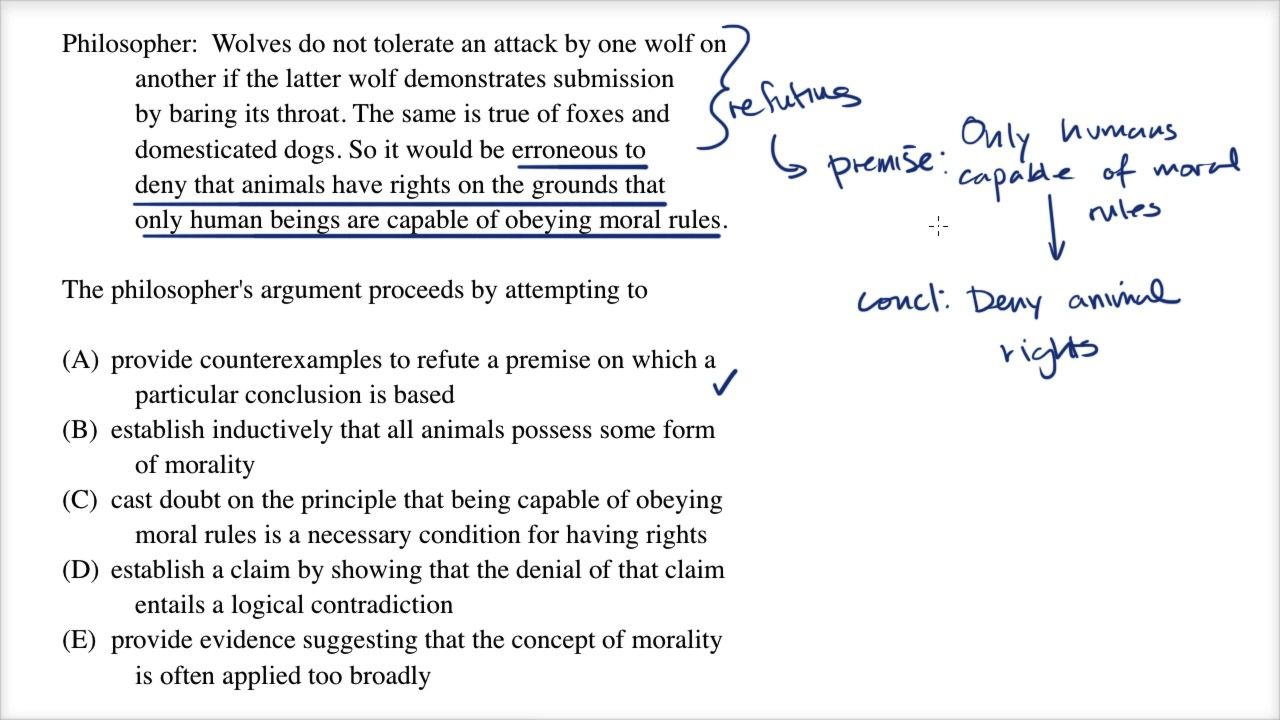 Philosopher: Wolves do not tolerate an attack by one wolf on
another if the latter wolf demonstrates submission
by baring its throat. The same is true of foxes and
domesticated dogs. So it would be erroneous to
deny that animals have rights on the grounds that
only human beings are capable of obeying moral rules.
refuting
premise: Only humans
capable of moral
rules
concl: Deny animal
rights
The philosopher's argument proceeds by attempting to
(A) provide counterexamples to refute a premise on which a
particular conclusion is based
(B) establish inductively that all animals possess some form
of morality
(C) cast doubt on the principle that being capable of obeying
moral rules is a necessary condition for having rights
(D) establish a claim by showing that the denial of that claim
entails a logical contradiction
(E) provide evidence suggesting that the concept of morality
is often applied too broadly